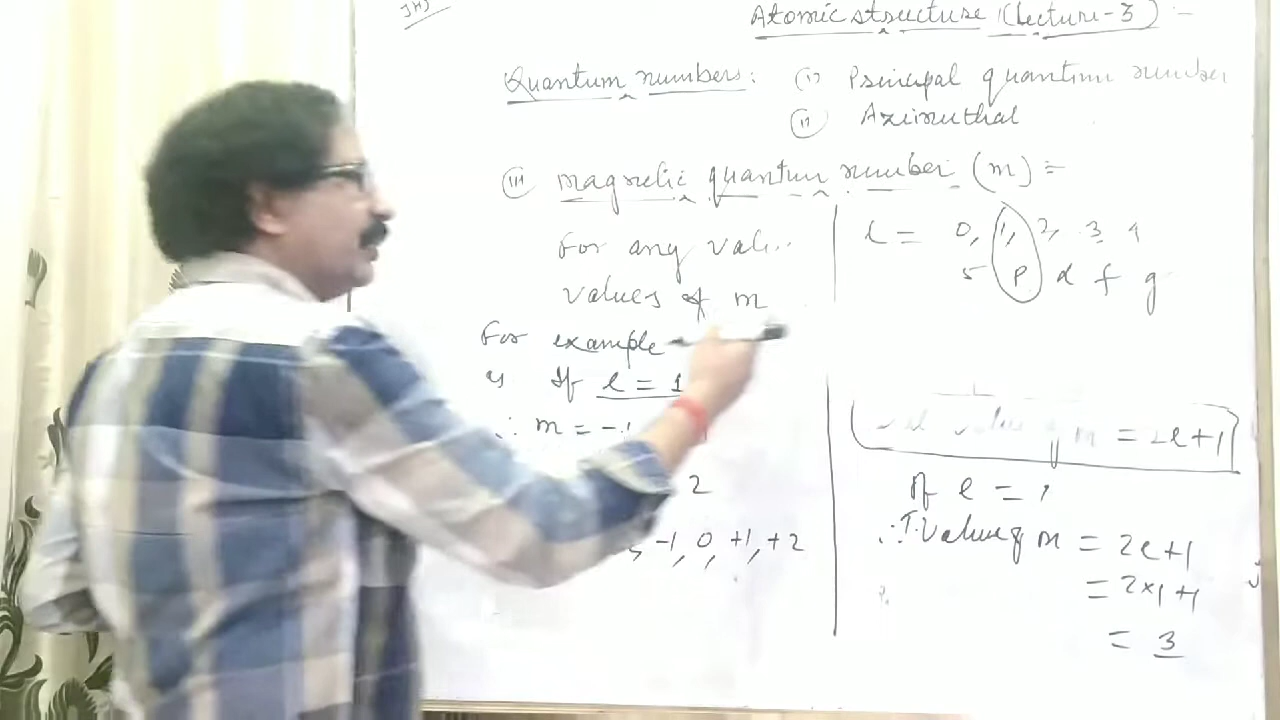 Atomic structure (Lecture-3) :-
Quantum numbers: (i) Principal quantum number
(ii) Azimuthal
(iii) magnetic quantum number (m) =
For any
values of m
For example -
If l = 1
∴ m = -1
2
, -1, 0, +1, +2
l = 0, 1, 2, 3 4
s p d f g
m = 2l+1
If l = 1
∴ T. Value of m = 2l+1
= 2×1+1
= 3